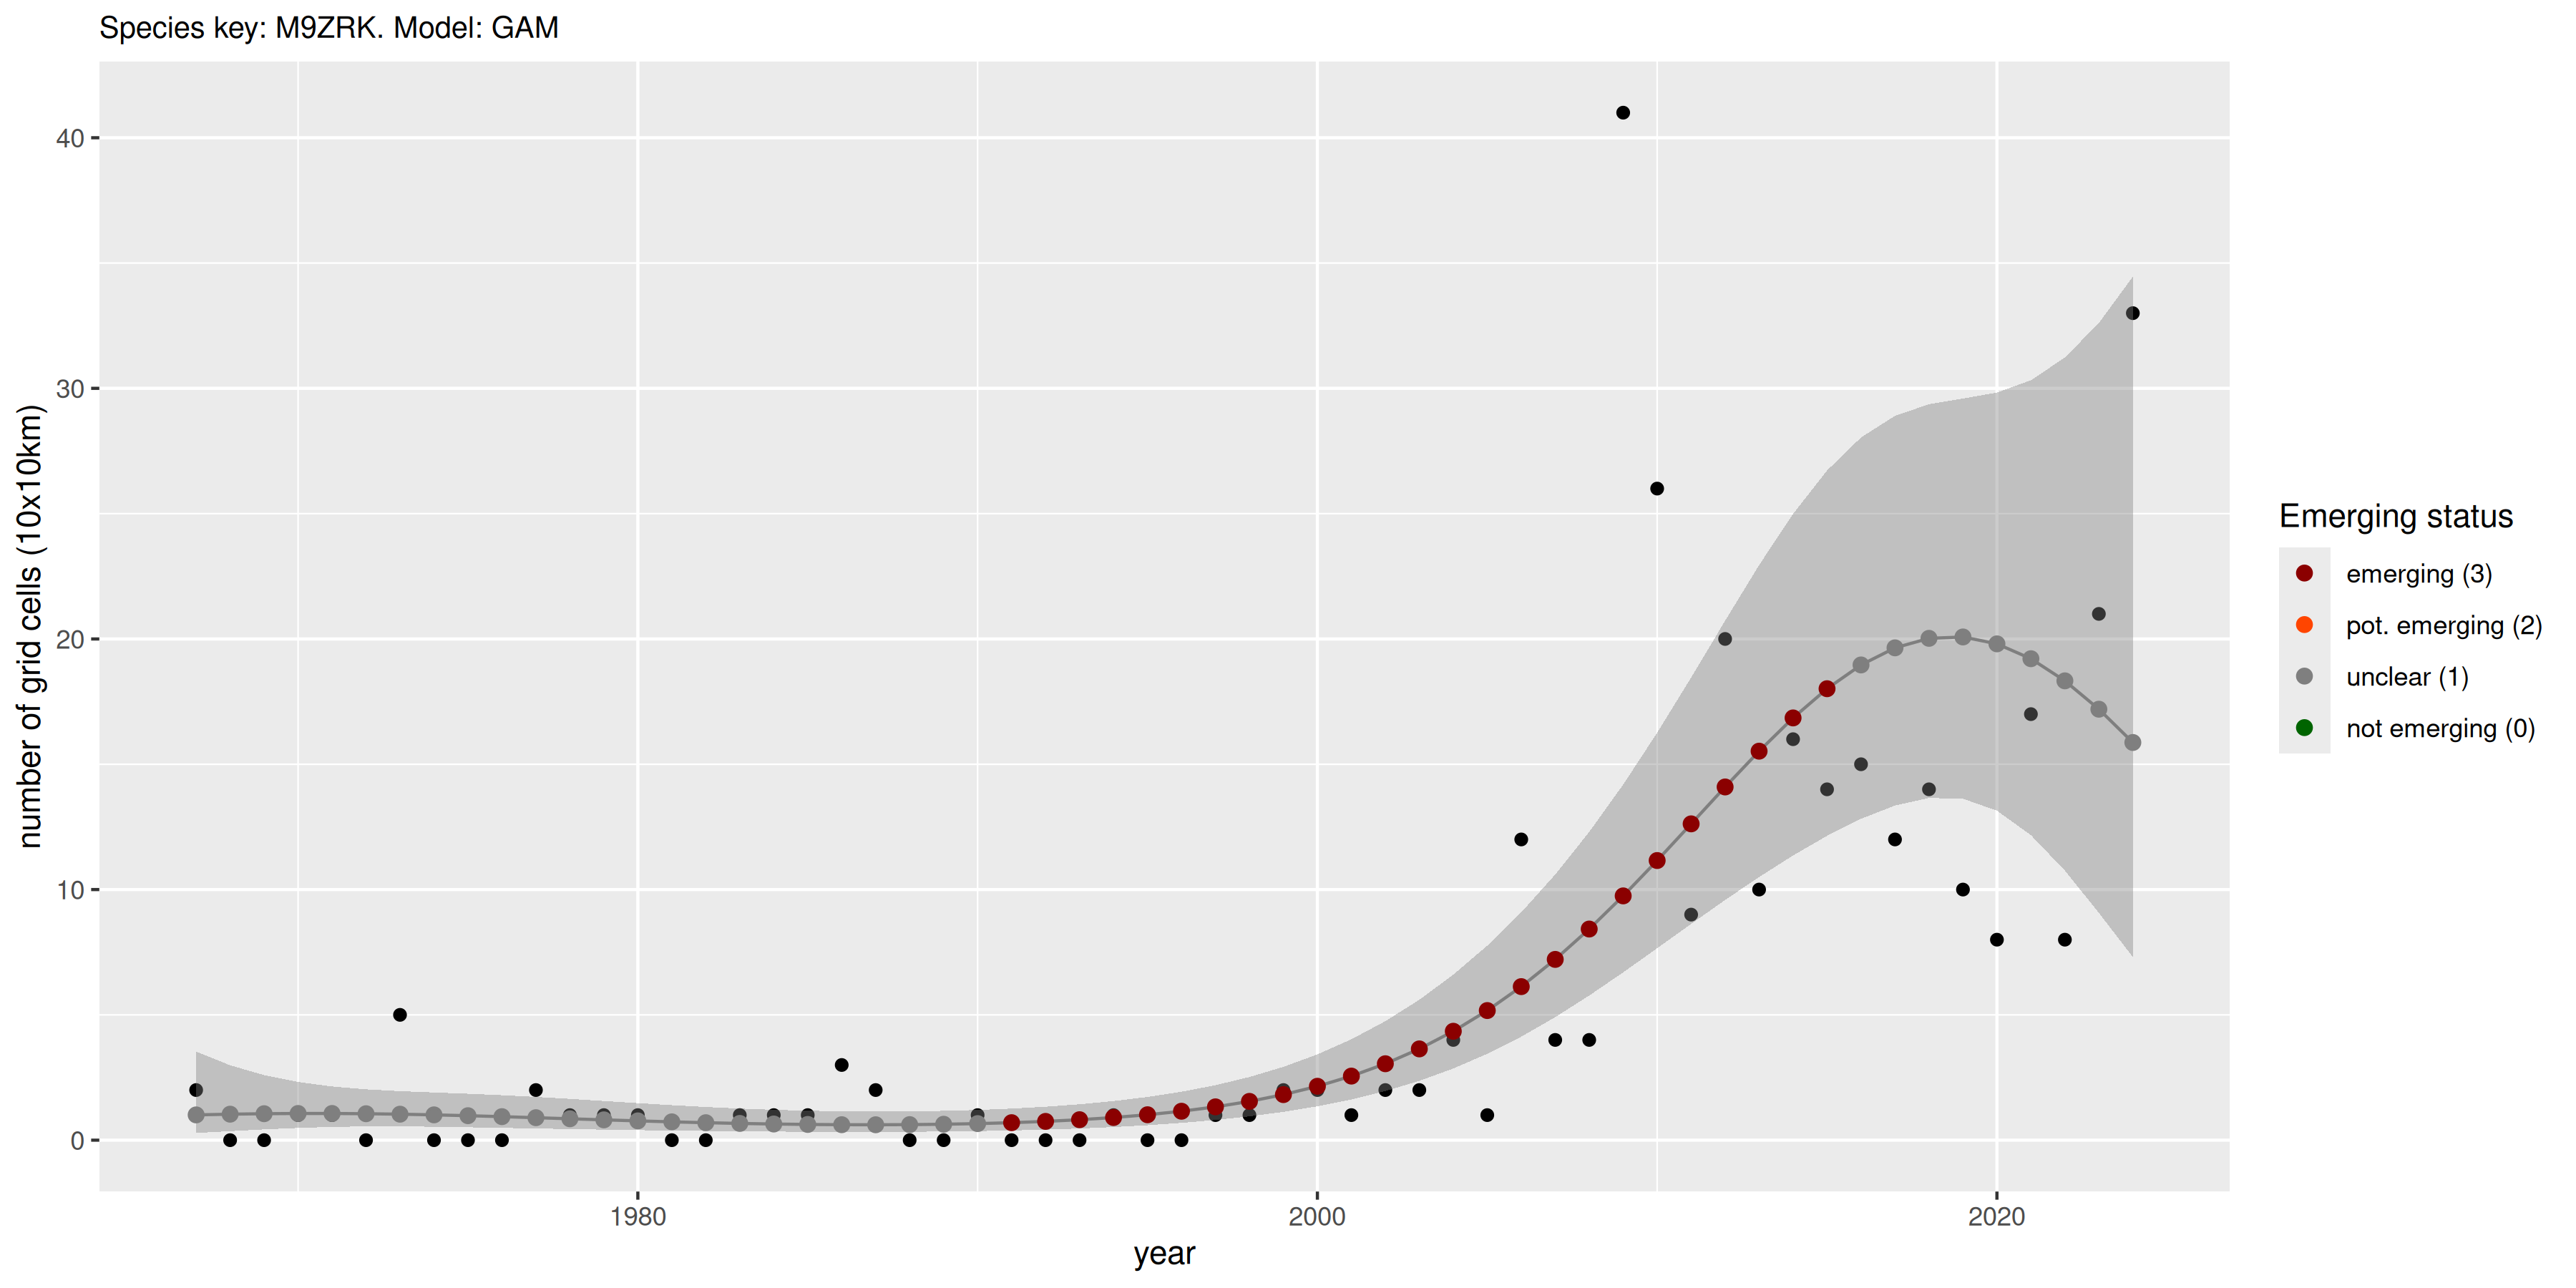 Species key: M9ZRK. Model: GAM
number of grid cells (10x10km)
40
30
20
10
0
1980
2000
2020
year
Emerging status
emerging (3)
pot. emerging (2)
unclear (1)
not emerging (0)